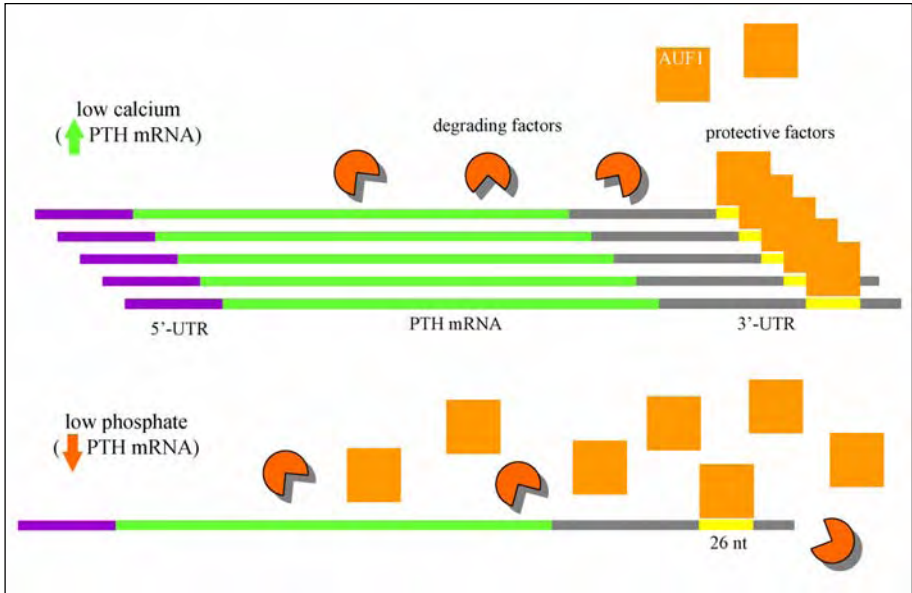 AUF1
low calcium
( PTH mRNA)
degrading factors
protective factors
5'-UTR
PTH mRNA
3'-UTR
low phosphate
( PTH mRNA)
26 nt